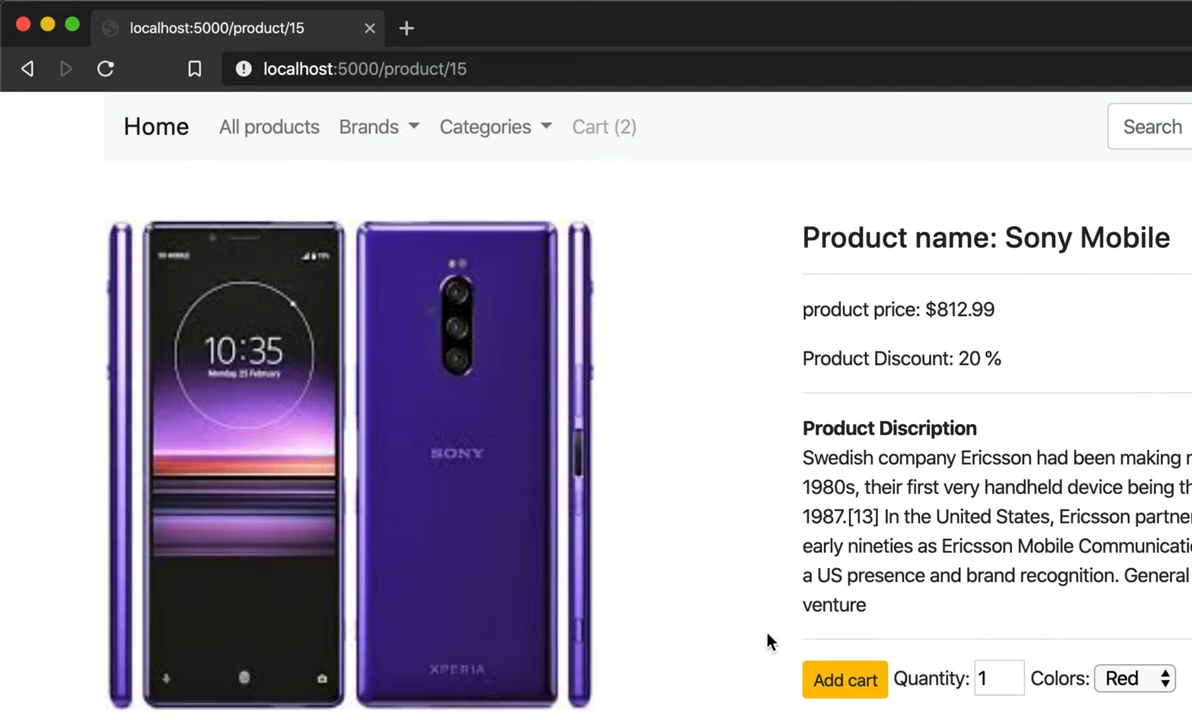 localhost:5000/product/15
localhost:5000/product/15
Home All products Brands Categories Cart (2) Search
10:35
Monday, 25 February
SONY
XPERIA
Product name: Sony Mobile
product price: $812.99
Product Discount: 20 %
Product Discription
Swedish company Ericsson had been making
1980s, their first very handheld device being
1987.[13] In the United States, Ericsson
early nineties as Ericsson Mobile
a US presence and brand recognition. General
venture
Add cart Quantity: 1 Colors: Red